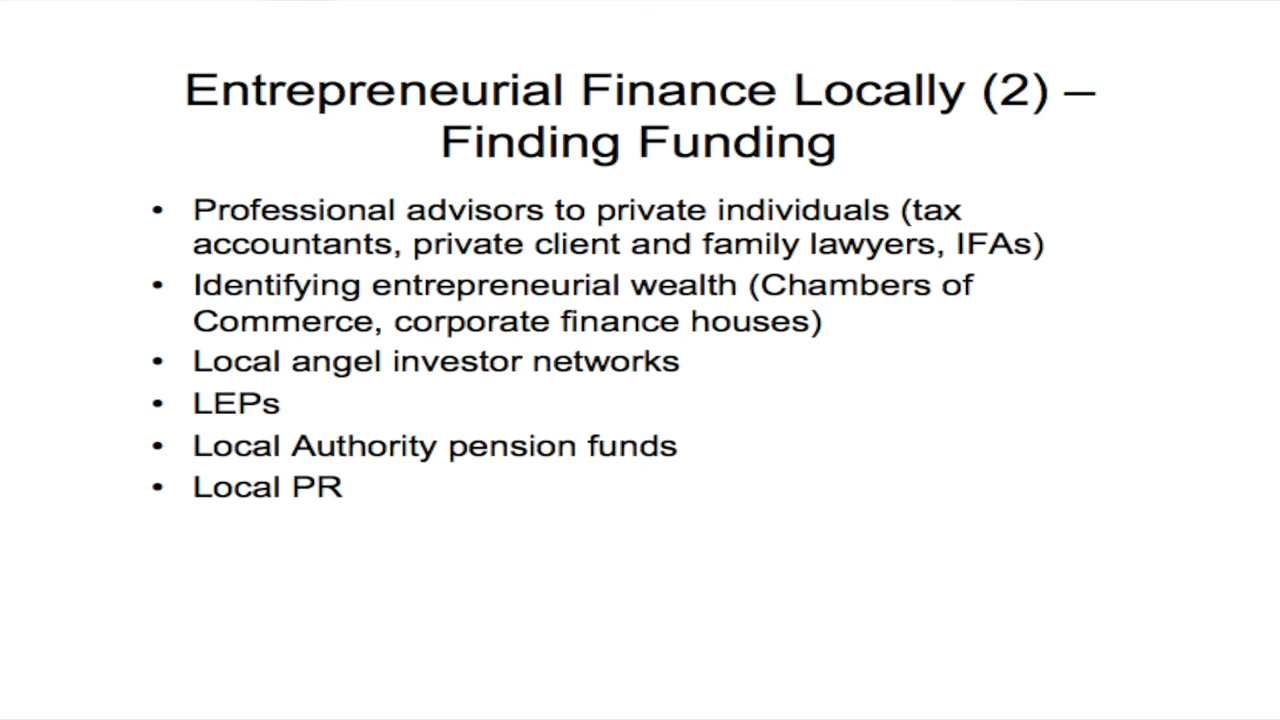 Entrepreneurial Finance Locally (2) –
Finding Funding
• Professional advisors to private individuals (tax
accountants, private client and family lawyers, IFAs)
• Identifying entrepreneurial wealth (Chambers of
Commerce, corporate finance houses)
• Local angel investor networks
• LEPs
• Local Authority pension funds
• Local PR